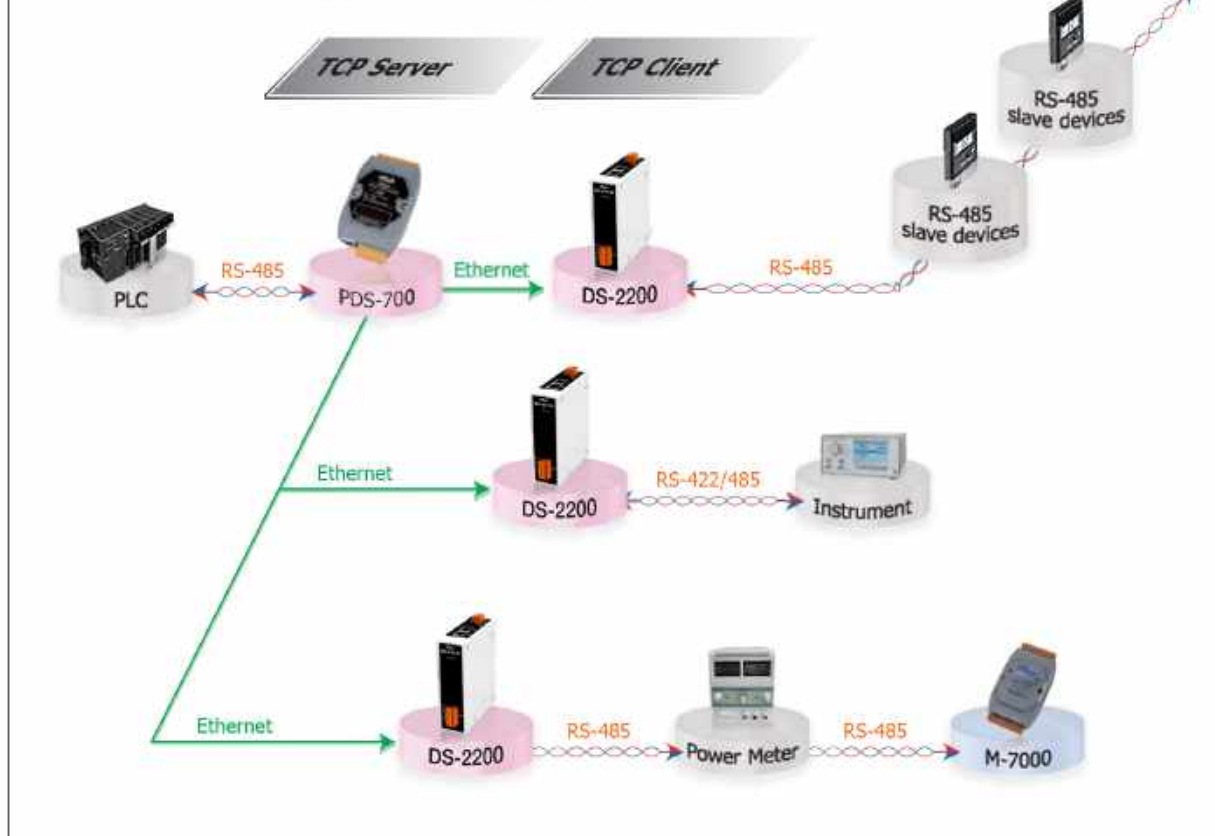 TCP Server
TCP Client
RS-485
slave devices
RS-485
slave devices
PLC
RS-485
PDS-700
Ethernet
DS-2200
RS-485
Ethernet
DS-2200
RS-422/485
Instrument
Ethernet
DS-2200
RS-485
Power Meter
RS-485
M-7000